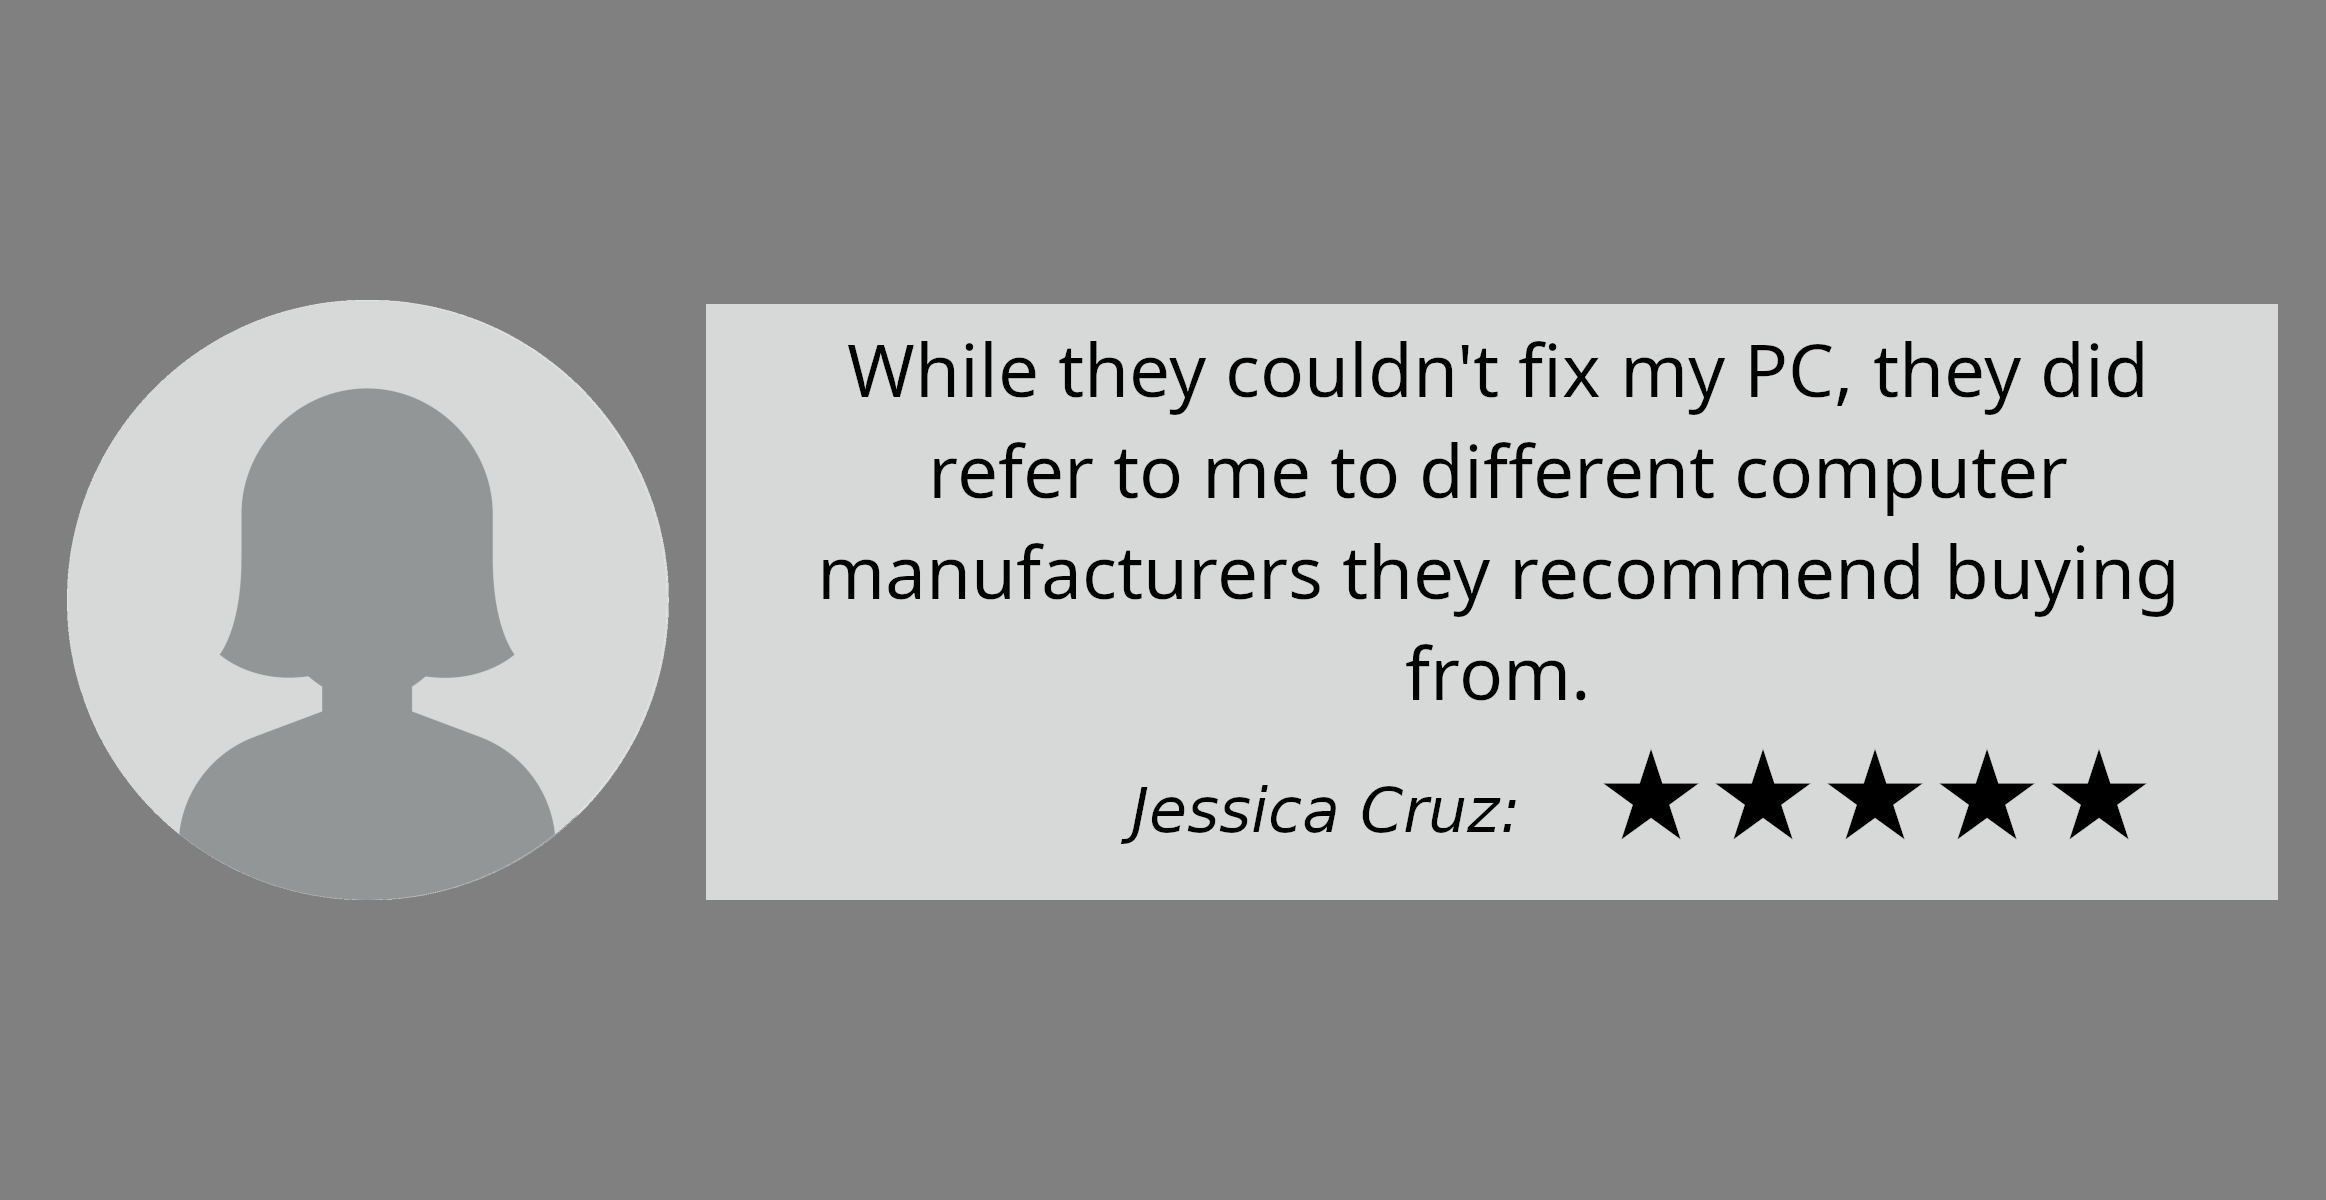 While they couldn't fix my PC, they did
refer to me to different computer
manufacturers they recommend buying
from.
Jessica Cruz: ★★★★★